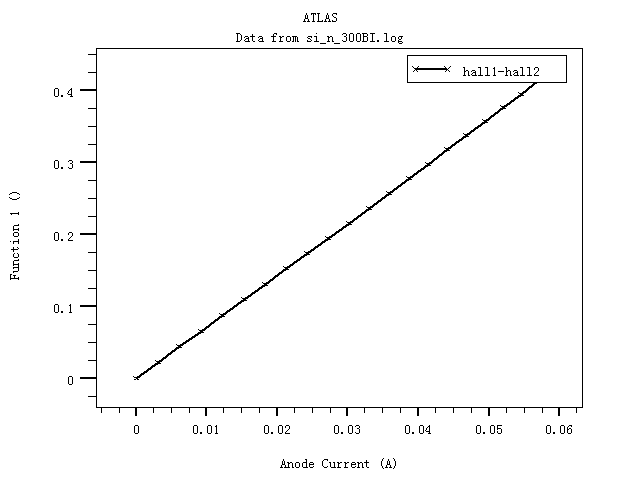 ATLAS
Data from si_n_300BI.log
hall1-hall2
0.4
0.3
0.2
0.1
0
Function 1 ()
0 0.01 0.02 0.03 0.04 0.05 0.06
Anode Current (A)